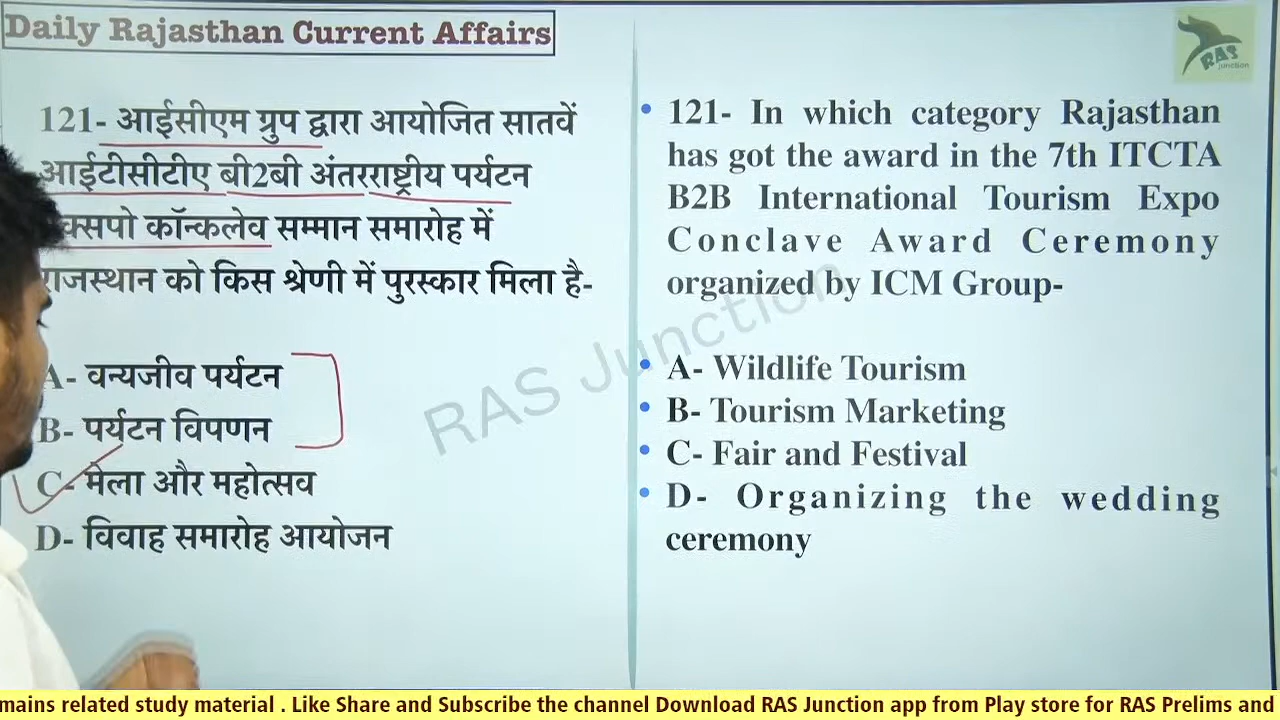 Daily Rajasthan Current Affairs
RAS
junction
121- आईसीएम ग्रुप द्वारा आयोजित सातवें
आईटीसीटीए बी2बी अंतरराष्ट्रीय पर्यटन
क्सपो कॉन्कलेव सम्मान समारोह में
राजस्थान को किस श्रेणी में पुरस्कार मिला है-
A- वन्यजीव पर्यटन
B- पर्यटन विपणन
C- मेला और महोत्सव
D- विवाह समारोह आयोजन
• 121- In which category Rajasthan
has got the award in the 7th ITCTA
B2B International Tourism Expo
Conclave Award Ceremony
organized by ICM Group-
• A- Wildlife Tourism
• B- Tourism Marketing
• C- Fair and Festival
• D- Organizing the wedding
ceremony
RAS Junction
mains related study material . Like Share and Subscribe the channel Download RAS Junction app from Play store for RAS Prelims and